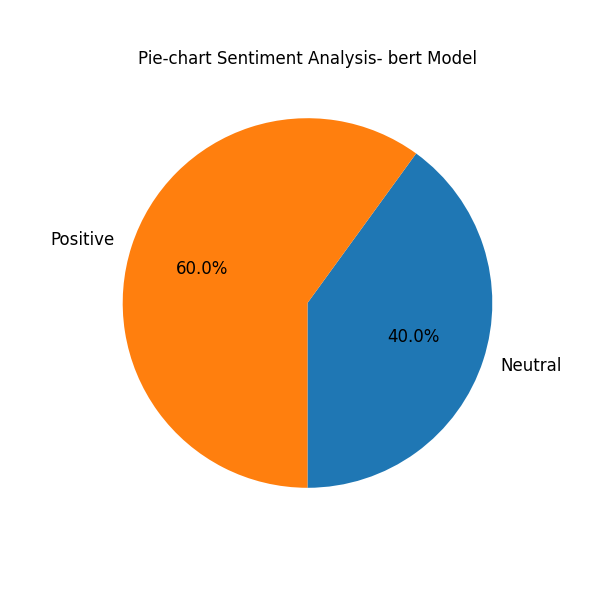 Pie-chart Sentiment Analysis- bert Model
Positive
60.0%
40.0%
Neutral